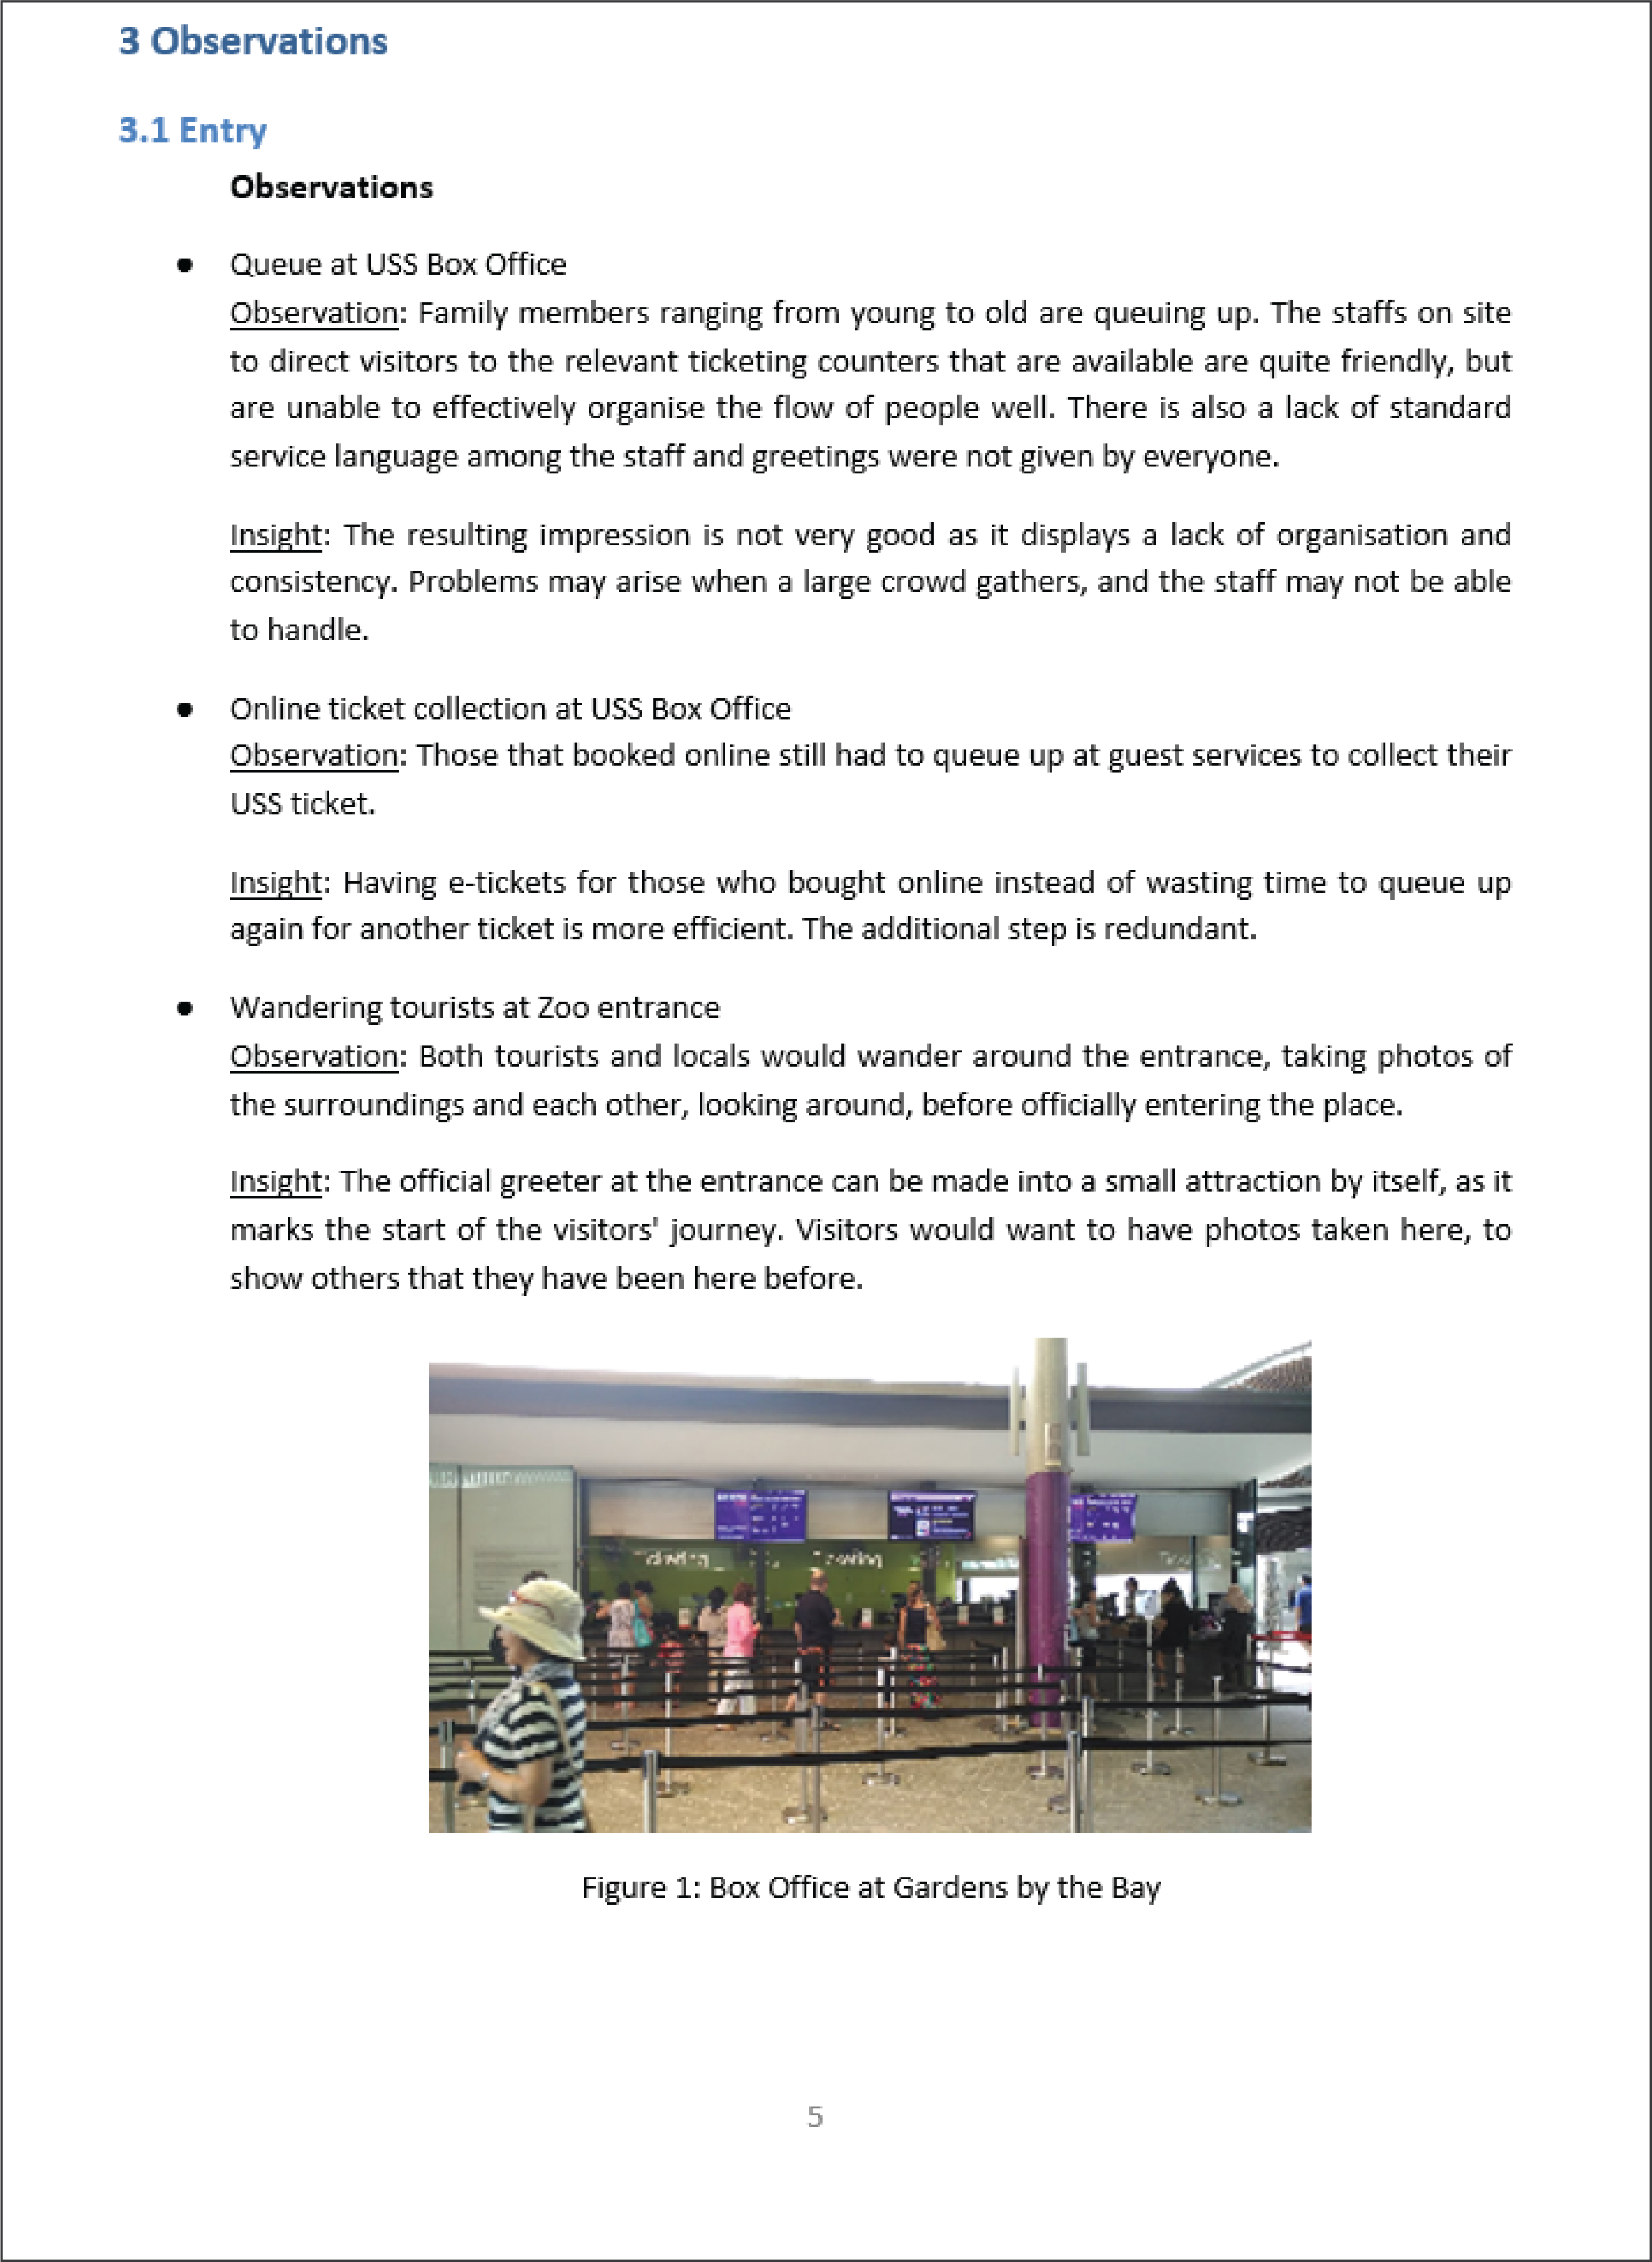 3 Observations
3.1 Entry
Observations
● Queue at USS Box Office
Observation: Family members ranging from young to old are queuing up. The staffs on site
to direct visitors to the relevant ticketing counters that are available are quite friendly, but
are unable to effectively organise the flow of people well. There is also a lack of standard
service language among the staff and greetings were not given by everyone.
Insight: The resulting impression is not very good as it displays a lack of organisation and
consistency. Problems may arise when a large crowd gathers, and the staff may not be able
to handle.
● Online ticket collection at USS Box Office
Observation: Those that booked online still had to queue up at guest services to collect their
USS ticket.
Insight: Having e-tickets for those who bought online instead of wasting time to queue up
again for another ticket is more efficient. The additional step is redundant.
● Wandering tourists at Zoo entrance
Observation: Both tourists and locals would wander around the entrance, taking photos of
the surroundings and each other, looking around, before officially entering the place.
Insight: The official greeter at the entrance can be made into a small attraction by itself, as it
marks the start of the visitors' journey. Visitors would want to have photos taken here, to
show others that they have been here before.
Ticketing Ticketing
Figure 1: Box Office at Gardens by the Bay
5